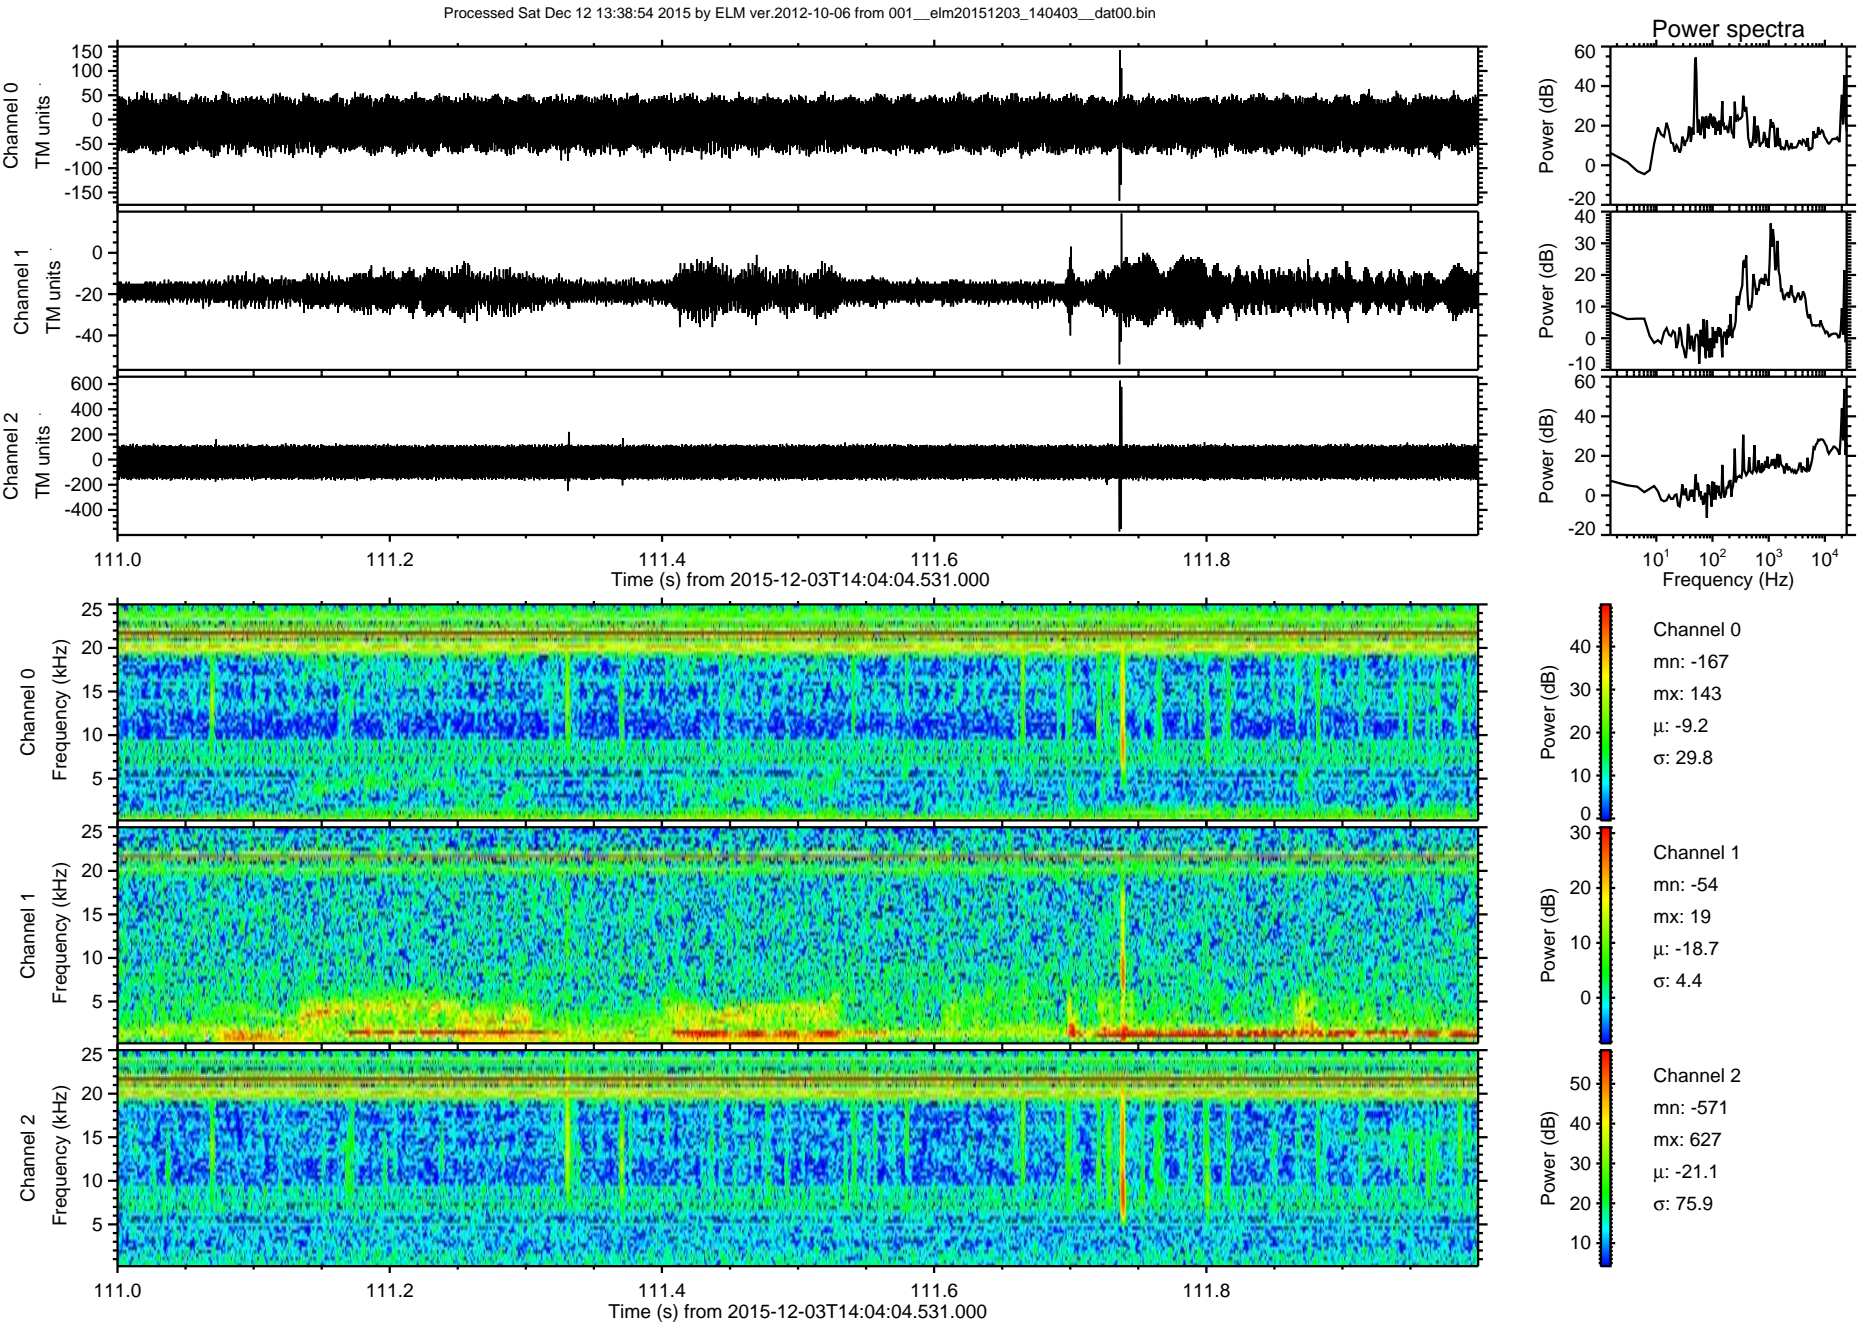 Processed Sat Dec 12 13:38:54 2015 by ELM ver.2012-10-06 from 001__elm20151203_140403__dat00.bin
Power spectra
Channel 0
TM units
150
100
50
0
-50
-100
-150
Power (dB)
60
40
20
0
-20
Channel 1
TM units
0
-20
-40
Power (dB)
40
30
20
10
0
-10
Channel 2
TM units
600
400
200
0
-200
-400
Power (dB)
60
40
20
0
-20
111.0 111.2 111.4 111.6 111.8
Time (s) from 2015-12-03T14:04:04.531.000
10^1 10^2 10^3 10^4
Frequency (Hz)
Channel 0
Frequency (kHz)
25
20
15
10
5
Power (dB)
40
30
20
10
0
Channel 0
mn: -167
mx: 143
μ: -9.2
σ: 29.8
Channel 1
Frequency (kHz)
25
20
15
10
5
Power (dB)
30
20
10
0
Channel 1
mn: -54
mx: 19
μ: -18.7
σ: 4.4
Channel 2
Frequency (kHz)
25
20
15
10
5
Power (dB)
50
40
30
20
10
Channel 2
mn: -571
mx: 627
μ: -21.1
σ: 75.9
111.0 111.2 111.4 111.6 111.8
Time (s) from 2015-12-03T14:04:04.531.000